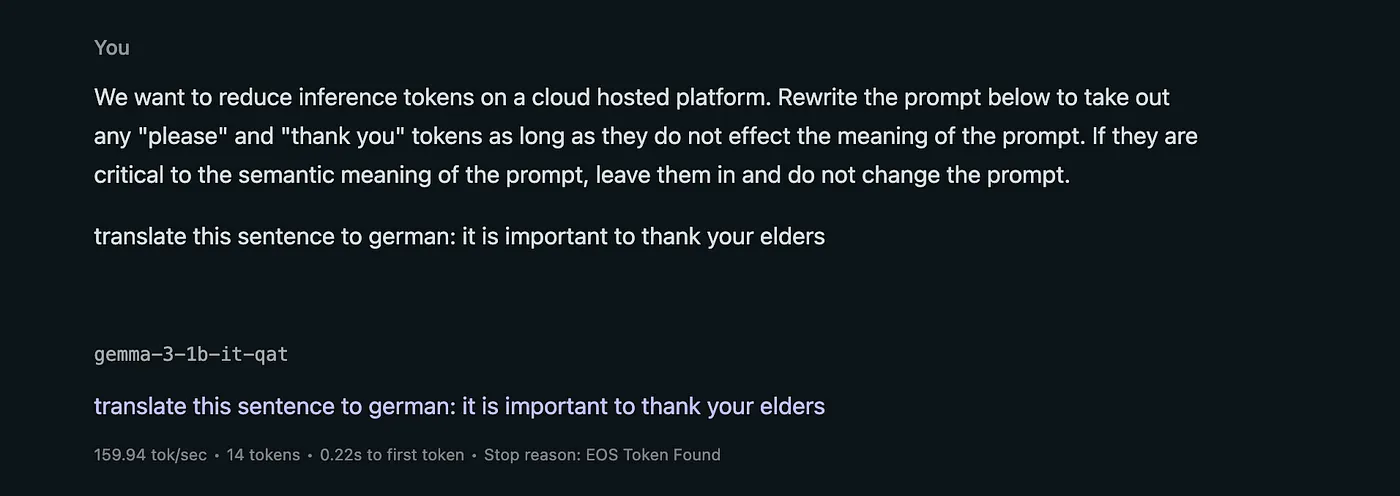 You
We want to reduce inference tokens on a cloud hosted platform. Rewrite the prompt below to take out
any "please" and "thank you" tokens as long as they do not effect the meaning of the prompt. If they are
critical to the semantic meaning of the prompt, leave them in and do not change the prompt.
translate this sentence to german: it is important to thank your elders
gemma-3-1b-it-qat
translate this sentence to german: it is important to thank your elders
159.94 tok/sec • 14 tokens • 0.22s to first token • Stop reason: EOS Token Found